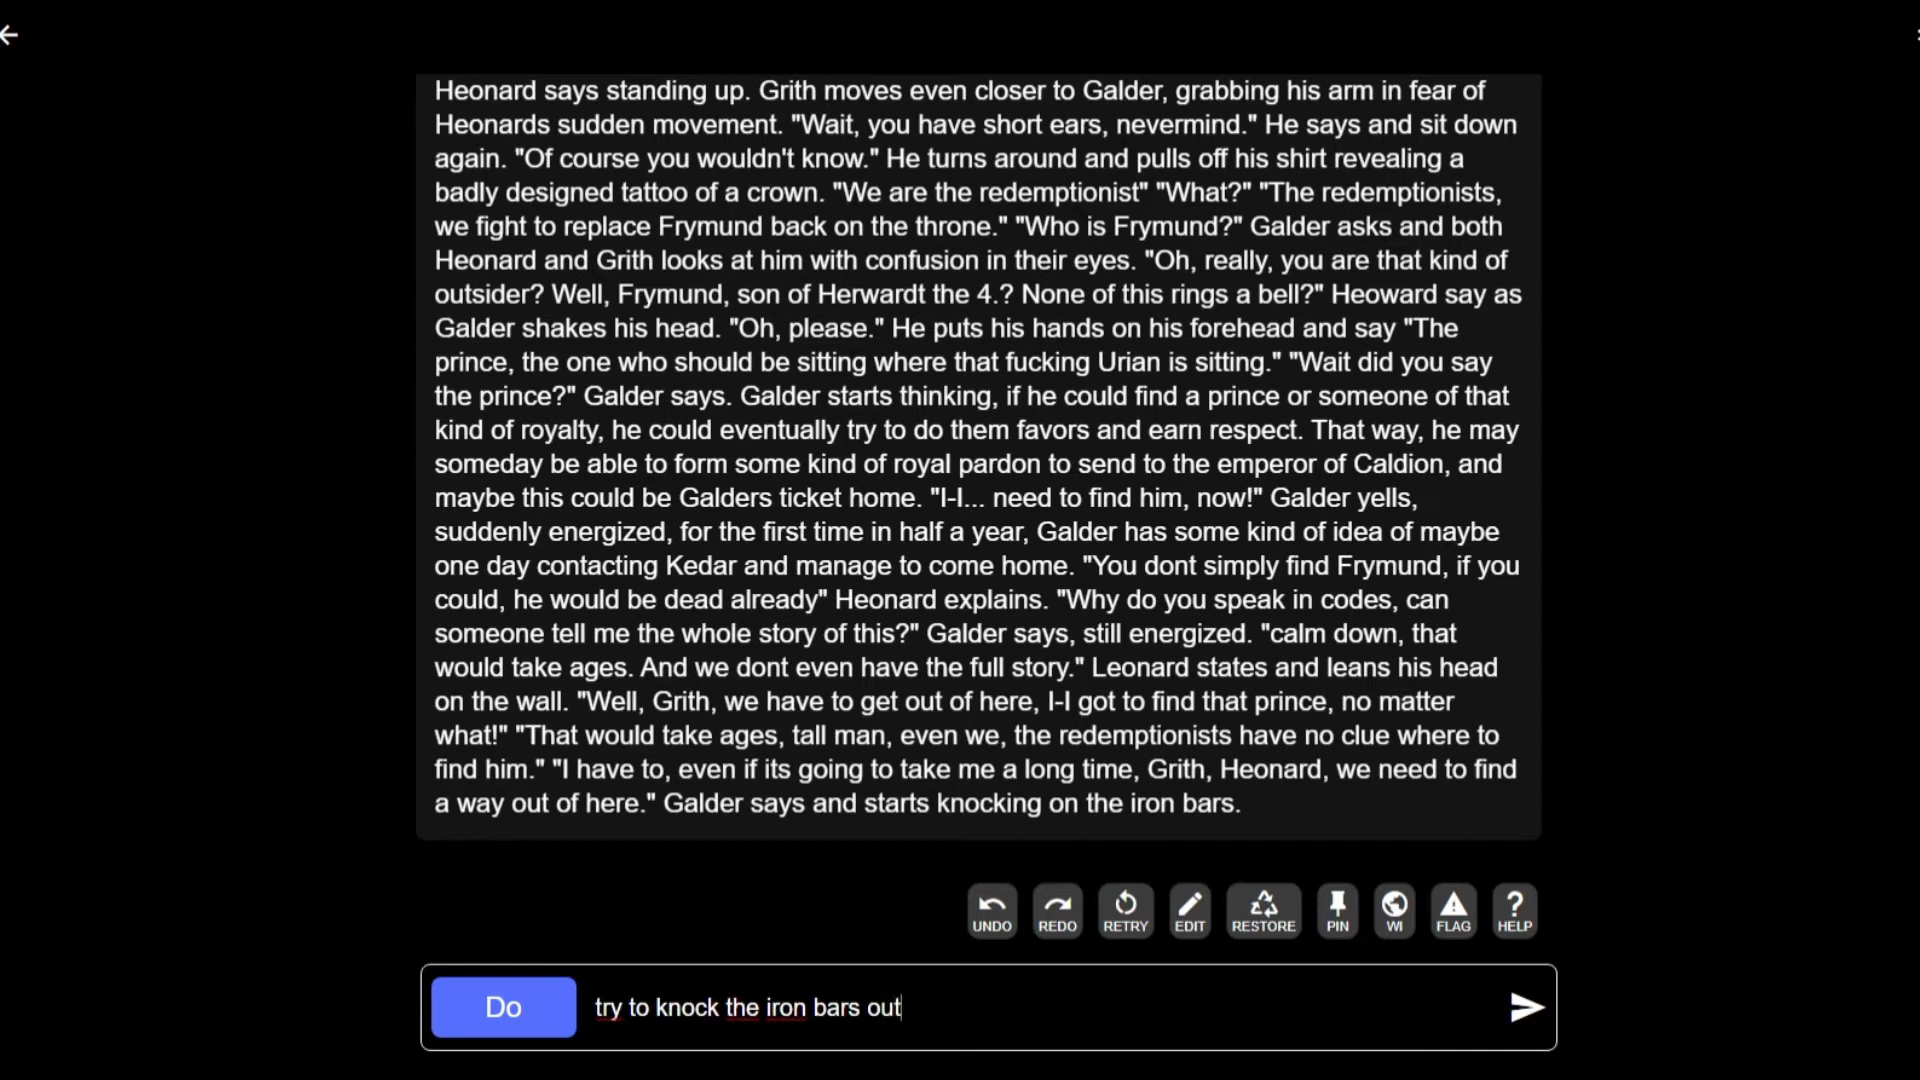 Heonard says standing up. Grith moves even closer to Galder, grabbing his arm in fear of
Heonards sudden movement. "Wait, you have short ears, nevermind." He says and sit down
again. "Of course you wouldn't know." He turns around and pulls off his shirt revealing a
badly designed tattoo of a crown. "We are the redemptionist" "What?" "The redemptionists,
we fight to replace Frymund back on the throne." "Who is Frymund?" Galder asks and both
Heonard and Grith looks at him with confusion in their eyes. "Oh, really, you are that kind of
outsider? Well, Frymund, son of Herwardt the 4.? None of this rings a bell?" Heoward say as
Galder shakes his head. "Oh, please." He puts his hands on his forehead and say "The
prince, the one who should be sitting where that fucking Urian is sitting." "Wait did you say
the prince?" Galder says. Galder starts thinking, if he could find a prince or someone of that
kind of royalty, he could eventually try to do them favors and earn respect. That way, he may
someday be able to form some kind of royal pardon to send to the emperor of Caldion, and
maybe this could be Galders ticket home. "I-I... need to find him, now!" Galder yells,
suddenly energized, for the first time in half a year, Galder has some kind of idea of maybe
one day contacting Kedar and manage to come home. "You dont simply find Frymund, if you
could, he would be dead already" Heonard explains. "Why do you speak in codes, can
someone tell me the whole story of this?" Galder says, still energized. "calm down, that
would take ages. And we dont even have the full story." Leonard states and leans his head
on the wall. "Well, Grith, we have to get out of here, I-I got to find that prince, no matter
what!" "That would take ages, tall man, even we, the redemptionists have no clue where to
find him." "I have to, even if its going to take me a long time, Grith, Heonard, we need to find
a way out of here." Galder says and starts knocking on the iron bars.
UNDO REDO RETRY EDIT RESTORE PIN WI FLAG HELP
Do try to knock the iron bars out